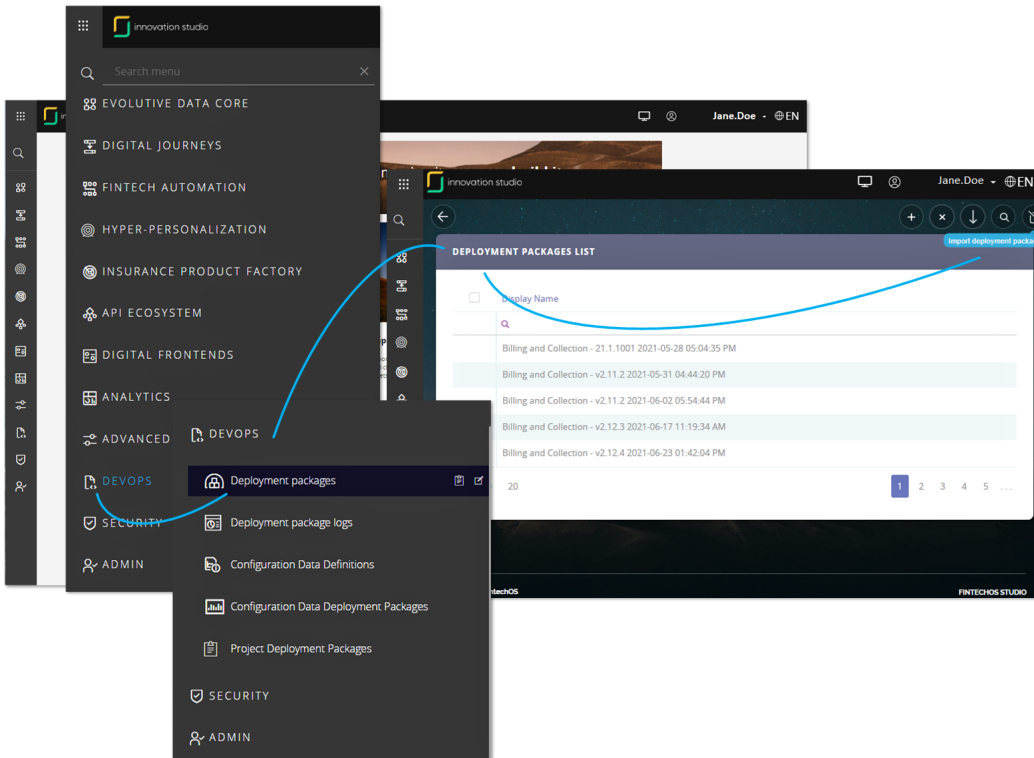 innovation studio
Search menu
EVOLUTIVE DATA CORE
DIGITAL JOURNEYS
FINTECH AUTOMATION
HYPER-PERSONALIZATION
INSURANCE PRODUCT FACTORY
API ECOSYSTEM
DIGITAL FRONTENDS
ANALYTICS
ADVANCED
DEVOPS
SECURITY
ADMIN
Jane.Doe
EN
DEVOPS
Deployment packages
Deployment package logs
Configuration Data Definitions
Configuration Data Deployment Packages
Project Deployment Packages
SECURITY
ADMIN
innovation studio
Jane.Doe
EN
Import deployment packa
DEPLOYMENT PACKAGES LIST
Display Name
Billing and Collection - 21.1.1001 2021-05-28 05:04:35 PM
Billing and Collection - v2.11.2 2021-05-31 04:44:20 PM
Billing and Collection - v2.11.2 2021-06-02 05:54:44 PM
Billing and Collection - v2.12.3 2021-06-17 11:19:34 AM
Billing and Collection - v2.12.4 2021-06-23 01:42:04 PM
20 1 2 3 4 5 ...
ntechOS FINTECHOS STUDIO